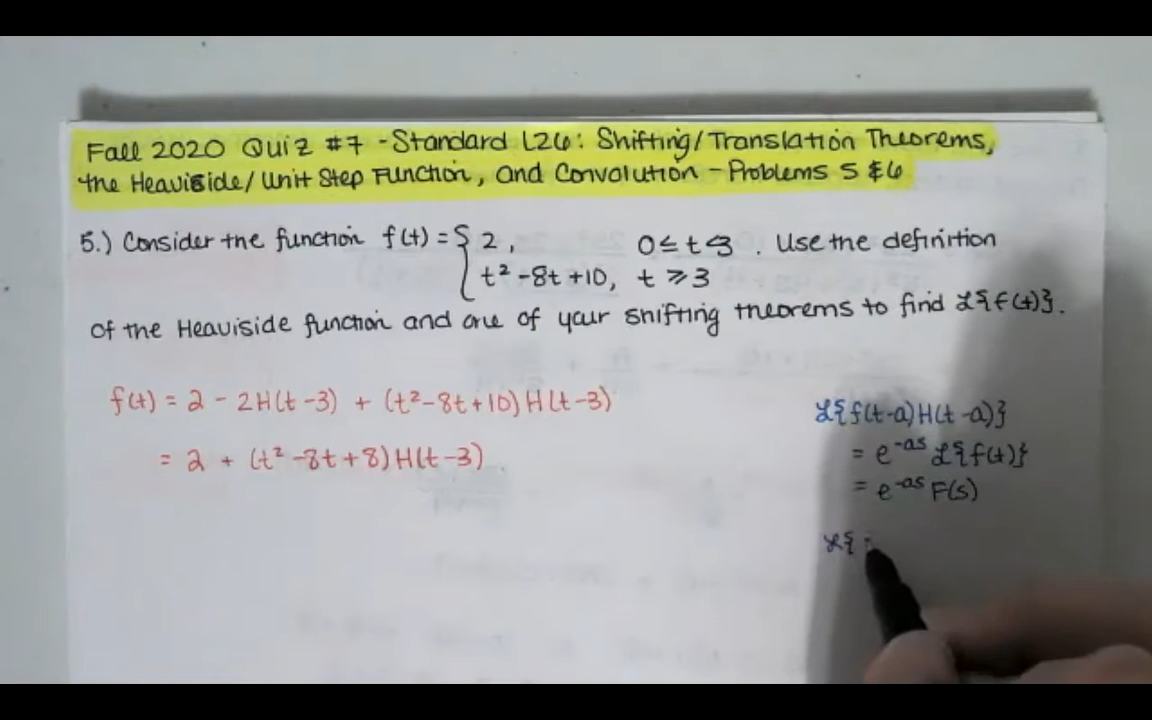 Fall 2020 Quiz #7 - Standard L26: Shifting/Translation Theorems,
the Heaviside/Unit Step Function, and Convolution - Problems 5 & 6
5.) Consider the function f(t) = { 2, 0 ≤ t < 3 . Use the definition
t² - 8t + 10, t ≥ 3
of the Heaviside function and one of your shifting theorems to find ℒ{f(t)}.
f(t) = 2 - 2H(t-3) + (t² - 8t + 10)H(t-3)
= 2 + (t² - 8t + 8)H(t-3)
ℒ{f(t-a)H(t-a)}
= e^-as ℒ{f(t)}
= e^-as F(s)
ℒ{